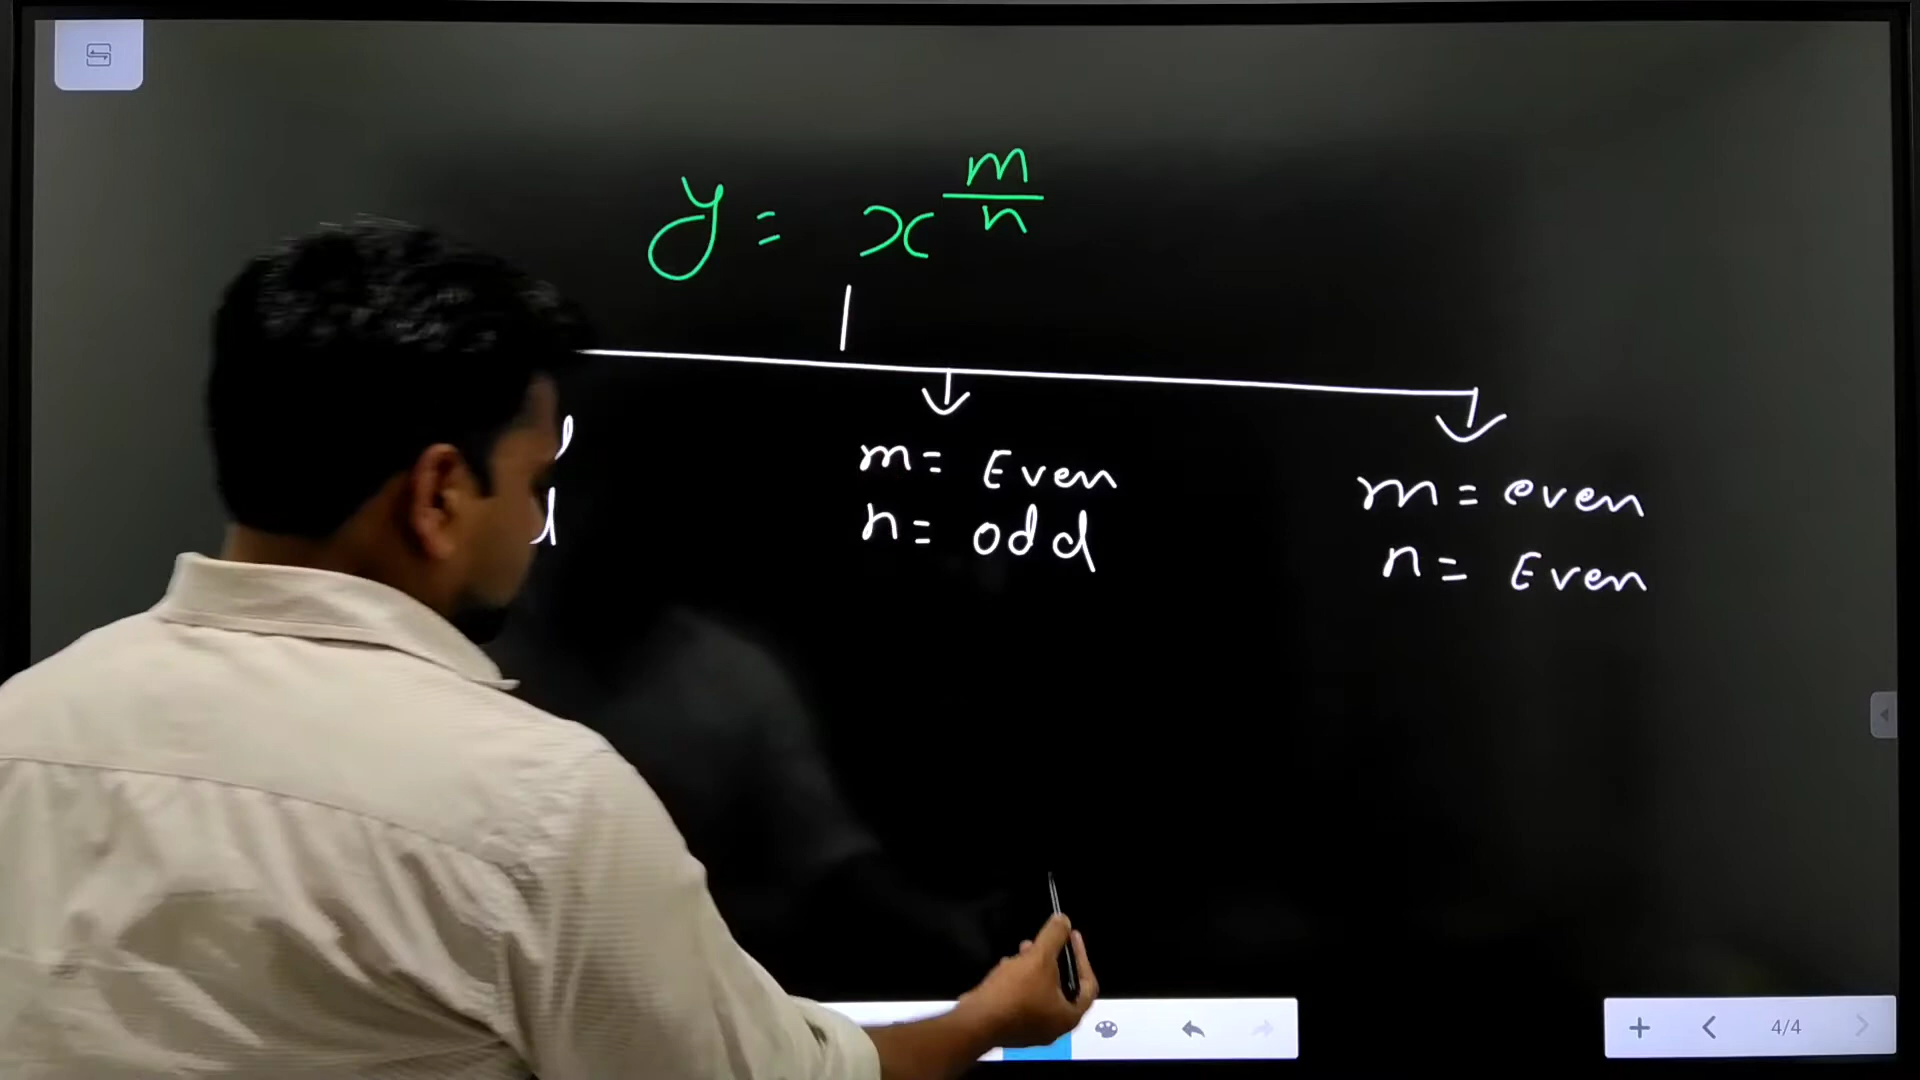 y = x^(m/n)
m = Even
n = odd
m = even
n = Even
4/4